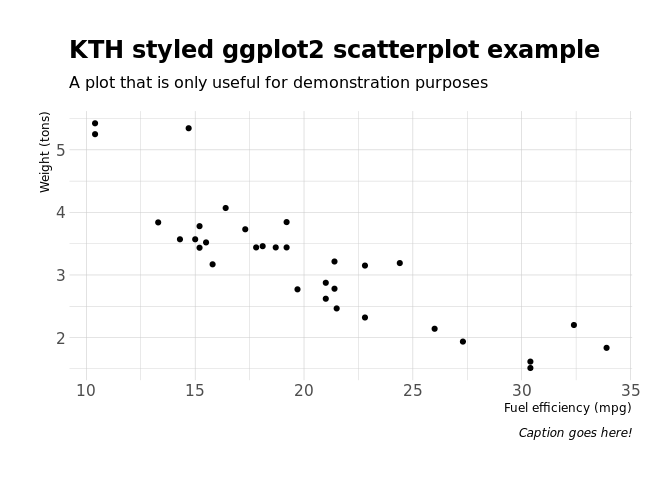 KTH styled ggplot2 scatterplot example
A plot that is only useful for demonstration purposes
Weight (tons)
5
4
3
2
10 15 20 25 30 35
Fuel efficiency (mpg)
Caption goes here!